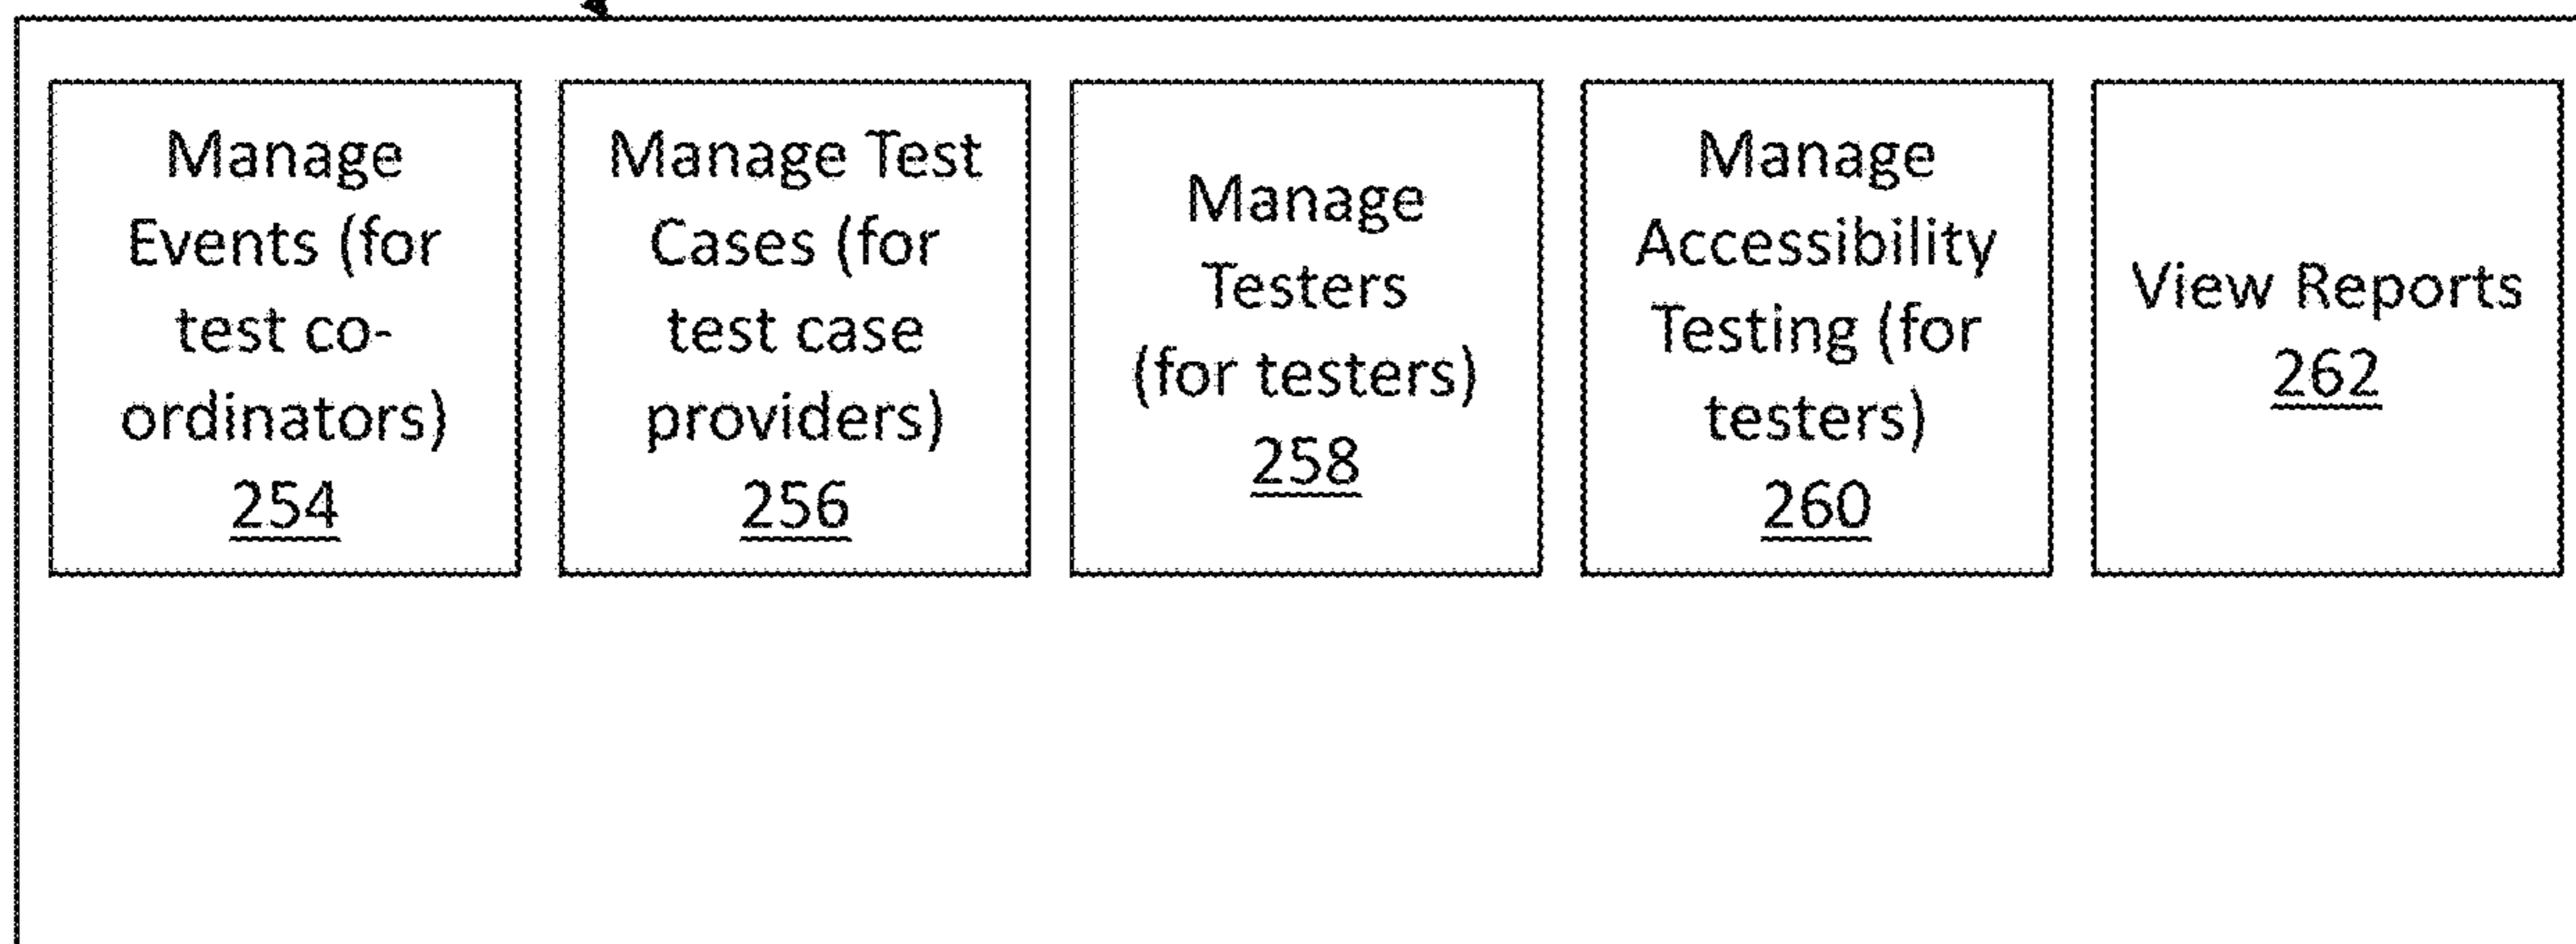 Manage
Events (for
test co-
ordinators)
254
Manage Test
Cases (for
test case
providers)
256
Manage
Testers
(for testers)
258
Manage
Accessibility
Testing (for
testers)
260
View Reports
262